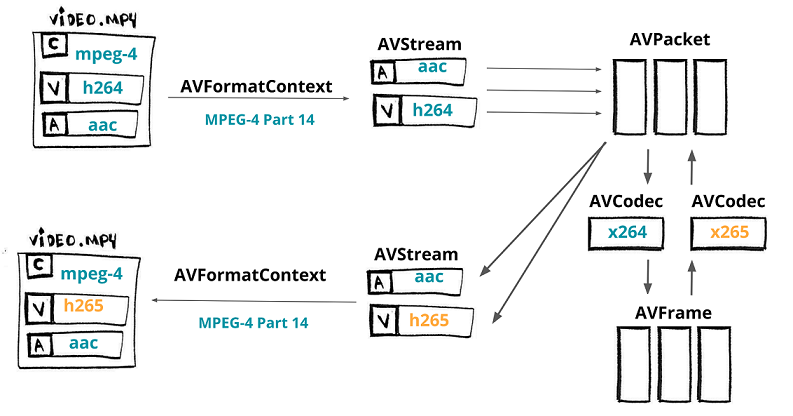 VIDEO.MP4
C mpeg-4
V h264
A aac
AVFormatContext
MPEG-4 Part 14
AVStream
A aac
V h264
AVPacket
AVCodec
x264
AVCodec
x265
AVFrame
AVStream
A aac
V h265
AVFormatContext
MPEG-4 Part 14
VIDEO.MP4
C mpeg-4
V h265
A aac